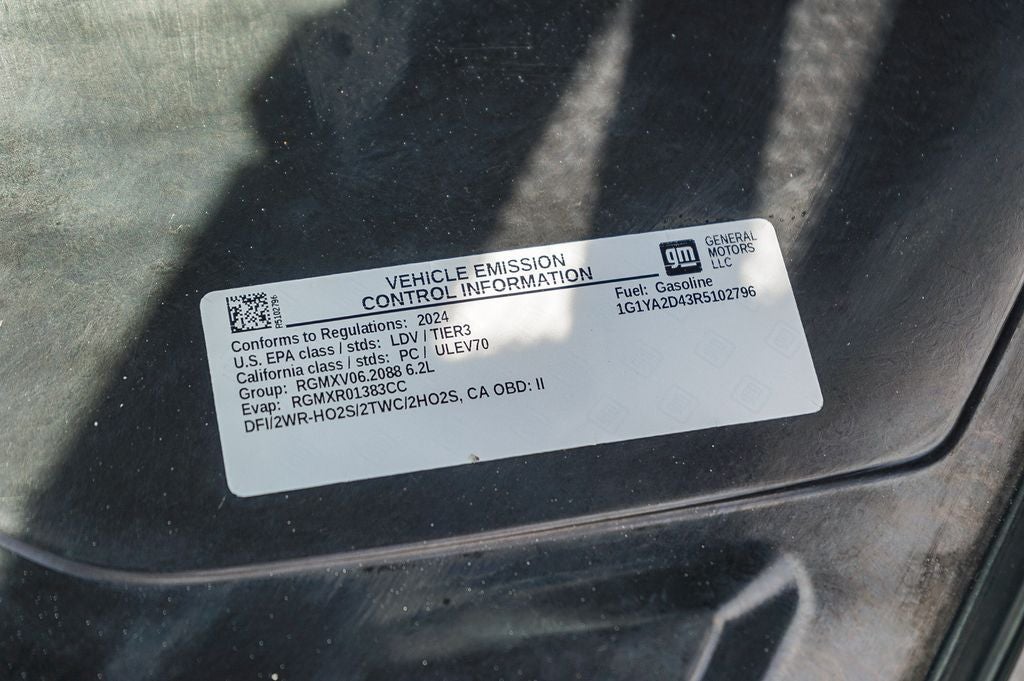 VEHICLE EMISSION
CONTROL INFORMATION
gm
GENERAL
MOTORS
LLC
R5102796
Fuel: Gasoline
1G1YA2D43R5102796
Conforms to Regulations: 2024
U.S. EPA class / stds: LDV / TIER3
California class / stds: PC / ULEV70
Group: RGMXV06.2088 6.2L
Evap: RGMXR01383CC
DFI/2WR-HO2S/2TWC/2HO2S, CA OBD: II